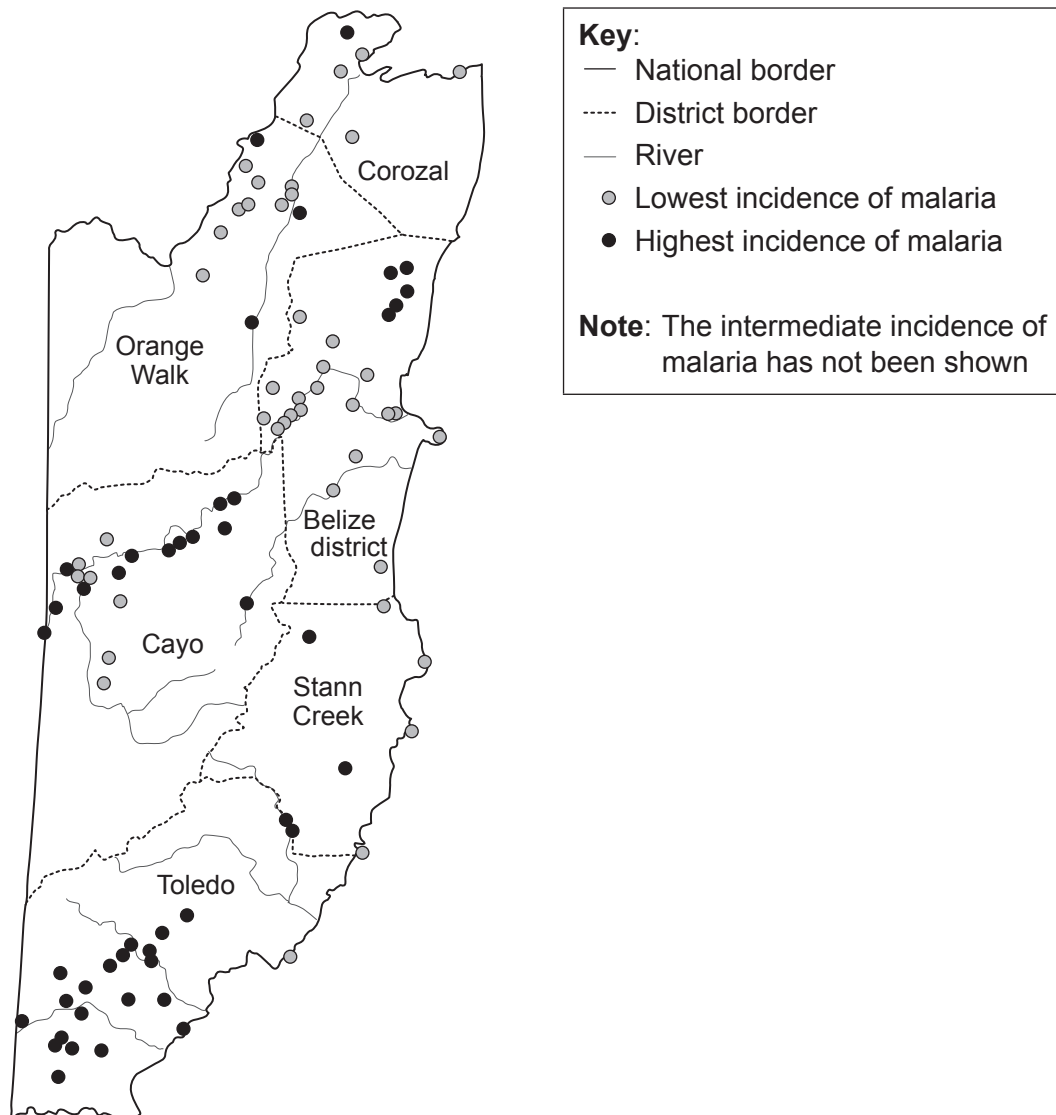 Key:
National border
District border
River
Lowest incidence of malaria
Highest incidence of malaria
Note: The intermediate incidence of
malaria has not been shown
Corozal
Orange
Walk
Belize
district
Cayo
Stann
Creek
Toledo